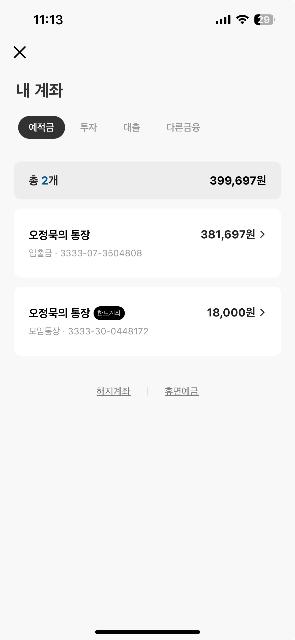 11:13
29
내 계좌
예적금 투자 대출 다른금융
총 2개 399,697원
오정묵의 통장 381,697원
입출금 · 3333-07-3504808
오정묵의 통장 18,000원
모임통장 · 3333-30-0448172
해지계좌 휴면예금